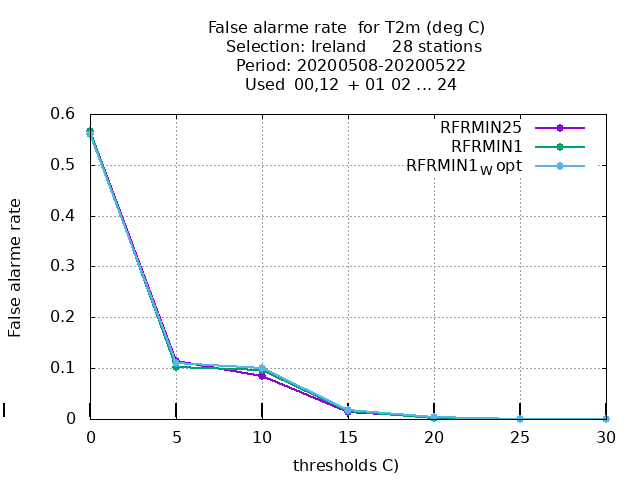 False alarme rate for T2m (deg C)
Selection: Ireland 28 stations
Period: 20200508-20200522
Used 00,12 + 01 02 ... 24
RFRMIN25
RFRMIN1
RFRMIN1w opt
False alarme rate
0.6
0.5
0.4
0.3
0.2
0.1
0
0 5 10 15 20 25 30
thresholds C)